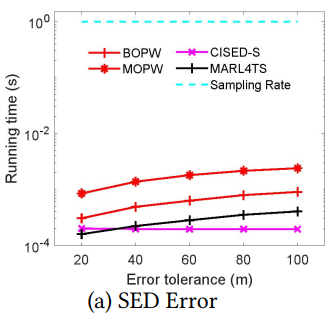 10⁰
BOPW
CISED-S
MOPW
MARL4TS
Sampling Rate
Running time (s)
10⁻²
10⁻⁴
20 40 60 80 100
Error tolerance (m)
(a) SED Error